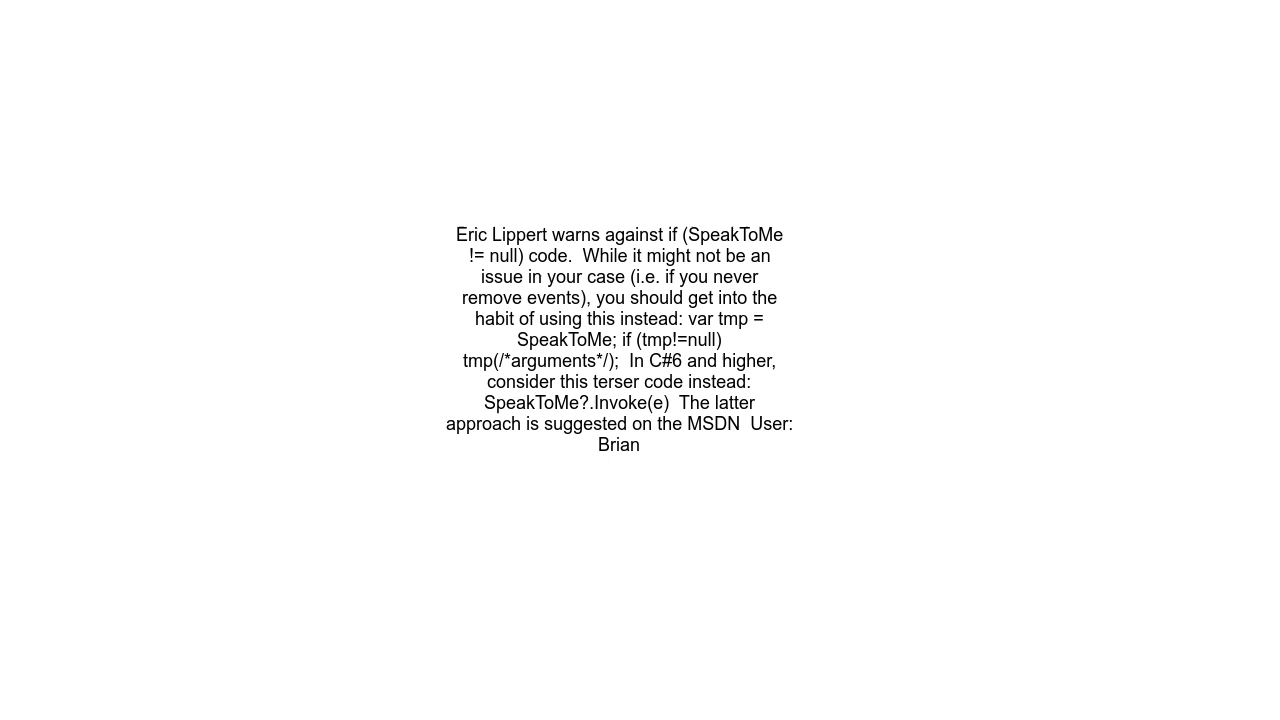 Eric Lippert warns against if (SpeakToMe
!= null) code.  While it might not be an
issue in your case (i.e. if you never
remove events), you should get into the
habit of using this instead: var tmp =
SpeakToMe; if (tmp!=null)
tmp(/*arguments*/);  In C#6 and higher,
consider this terser code instead:
SpeakToMe?.Invoke(e)  The latter
approach is suggested on the MSDN  User:
Brian